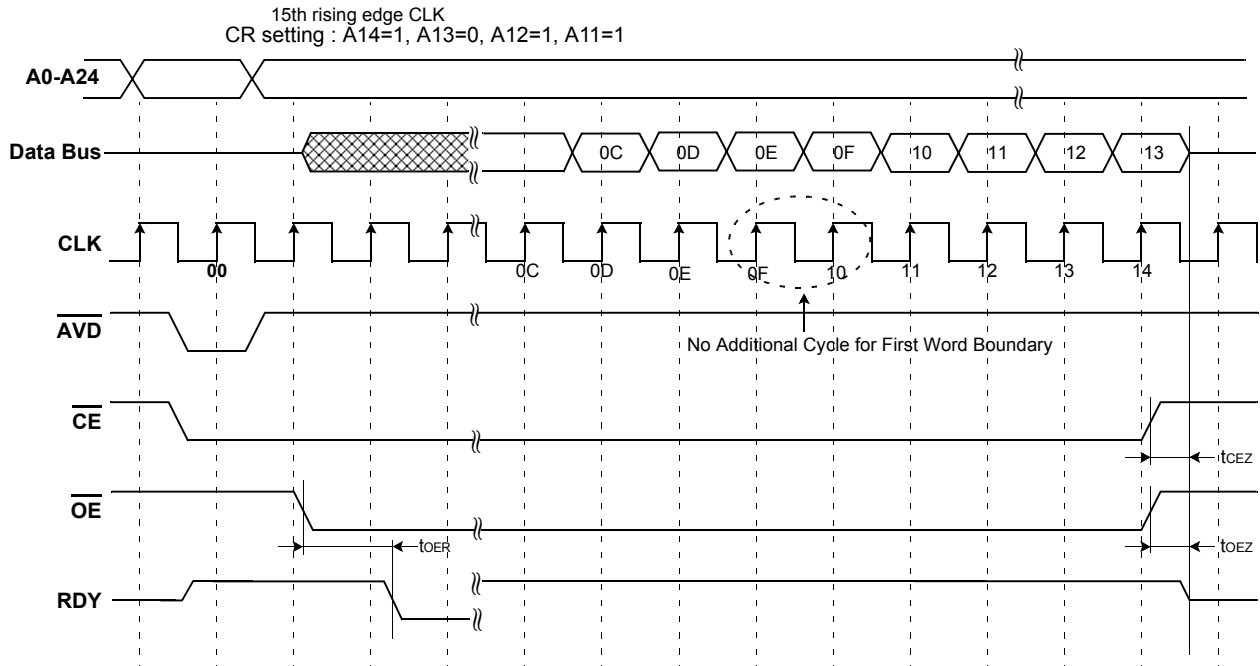 15th rising edge CLK
CR setting : A14=1, A13=0, A12=1, A11=1
A0-A24
Data Bus
0C 0D 0E 0F 10 11 12 13
CLK
00 0C 0D 0E 0F 10 11 12 13 14
AVD
No Additional Cycle for First Word Boundary
CE
tCEZ
OE
tOER
tOEZ
RDY